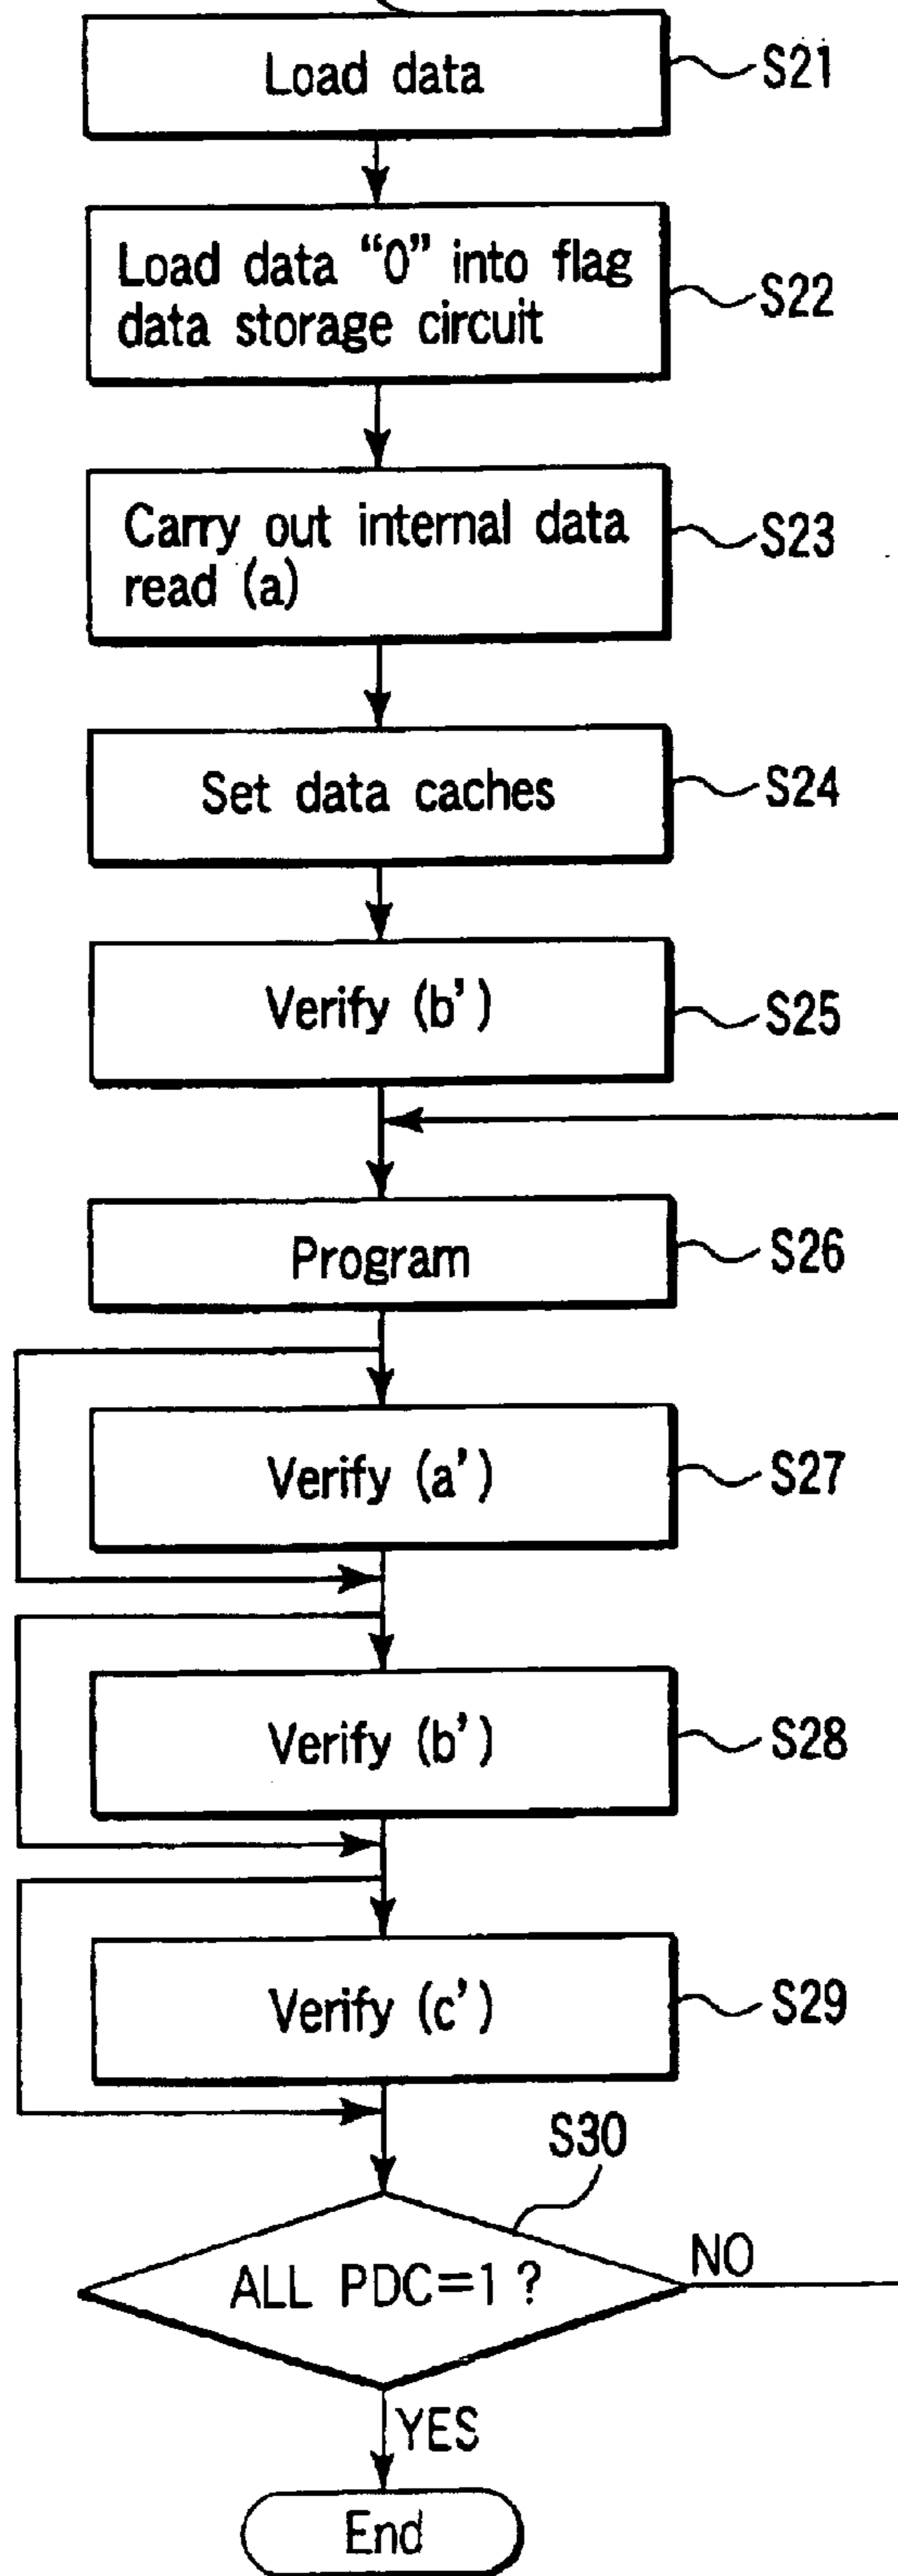 Load data
S21
Load data “0” into flag
data storage circuit
S22
Carry out internal data
read (a)
S23
Set data caches
S24
Verify (b’)
S25
Program
S26
Verify (a’)
S27
Verify (b’)
S28
Verify (c’)
S29
S30
ALL PDC=1 ?
NO
YES
End